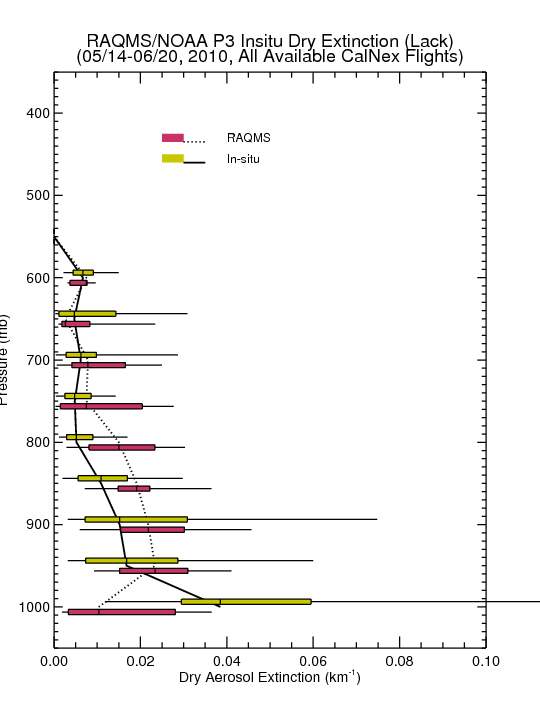 RAQMS/NOAA P3 Insitu Dry Extinction (Lack)
(05/14-06/20, 2010, All Available CalNex Flights)
400
RAQMS
In-situ
500
600
Pressure (mb)
700
800
900
1000
0.00 0.02 0.04 0.06 0.08 0.10
Dry Aerosol Extinction (km⁻¹)